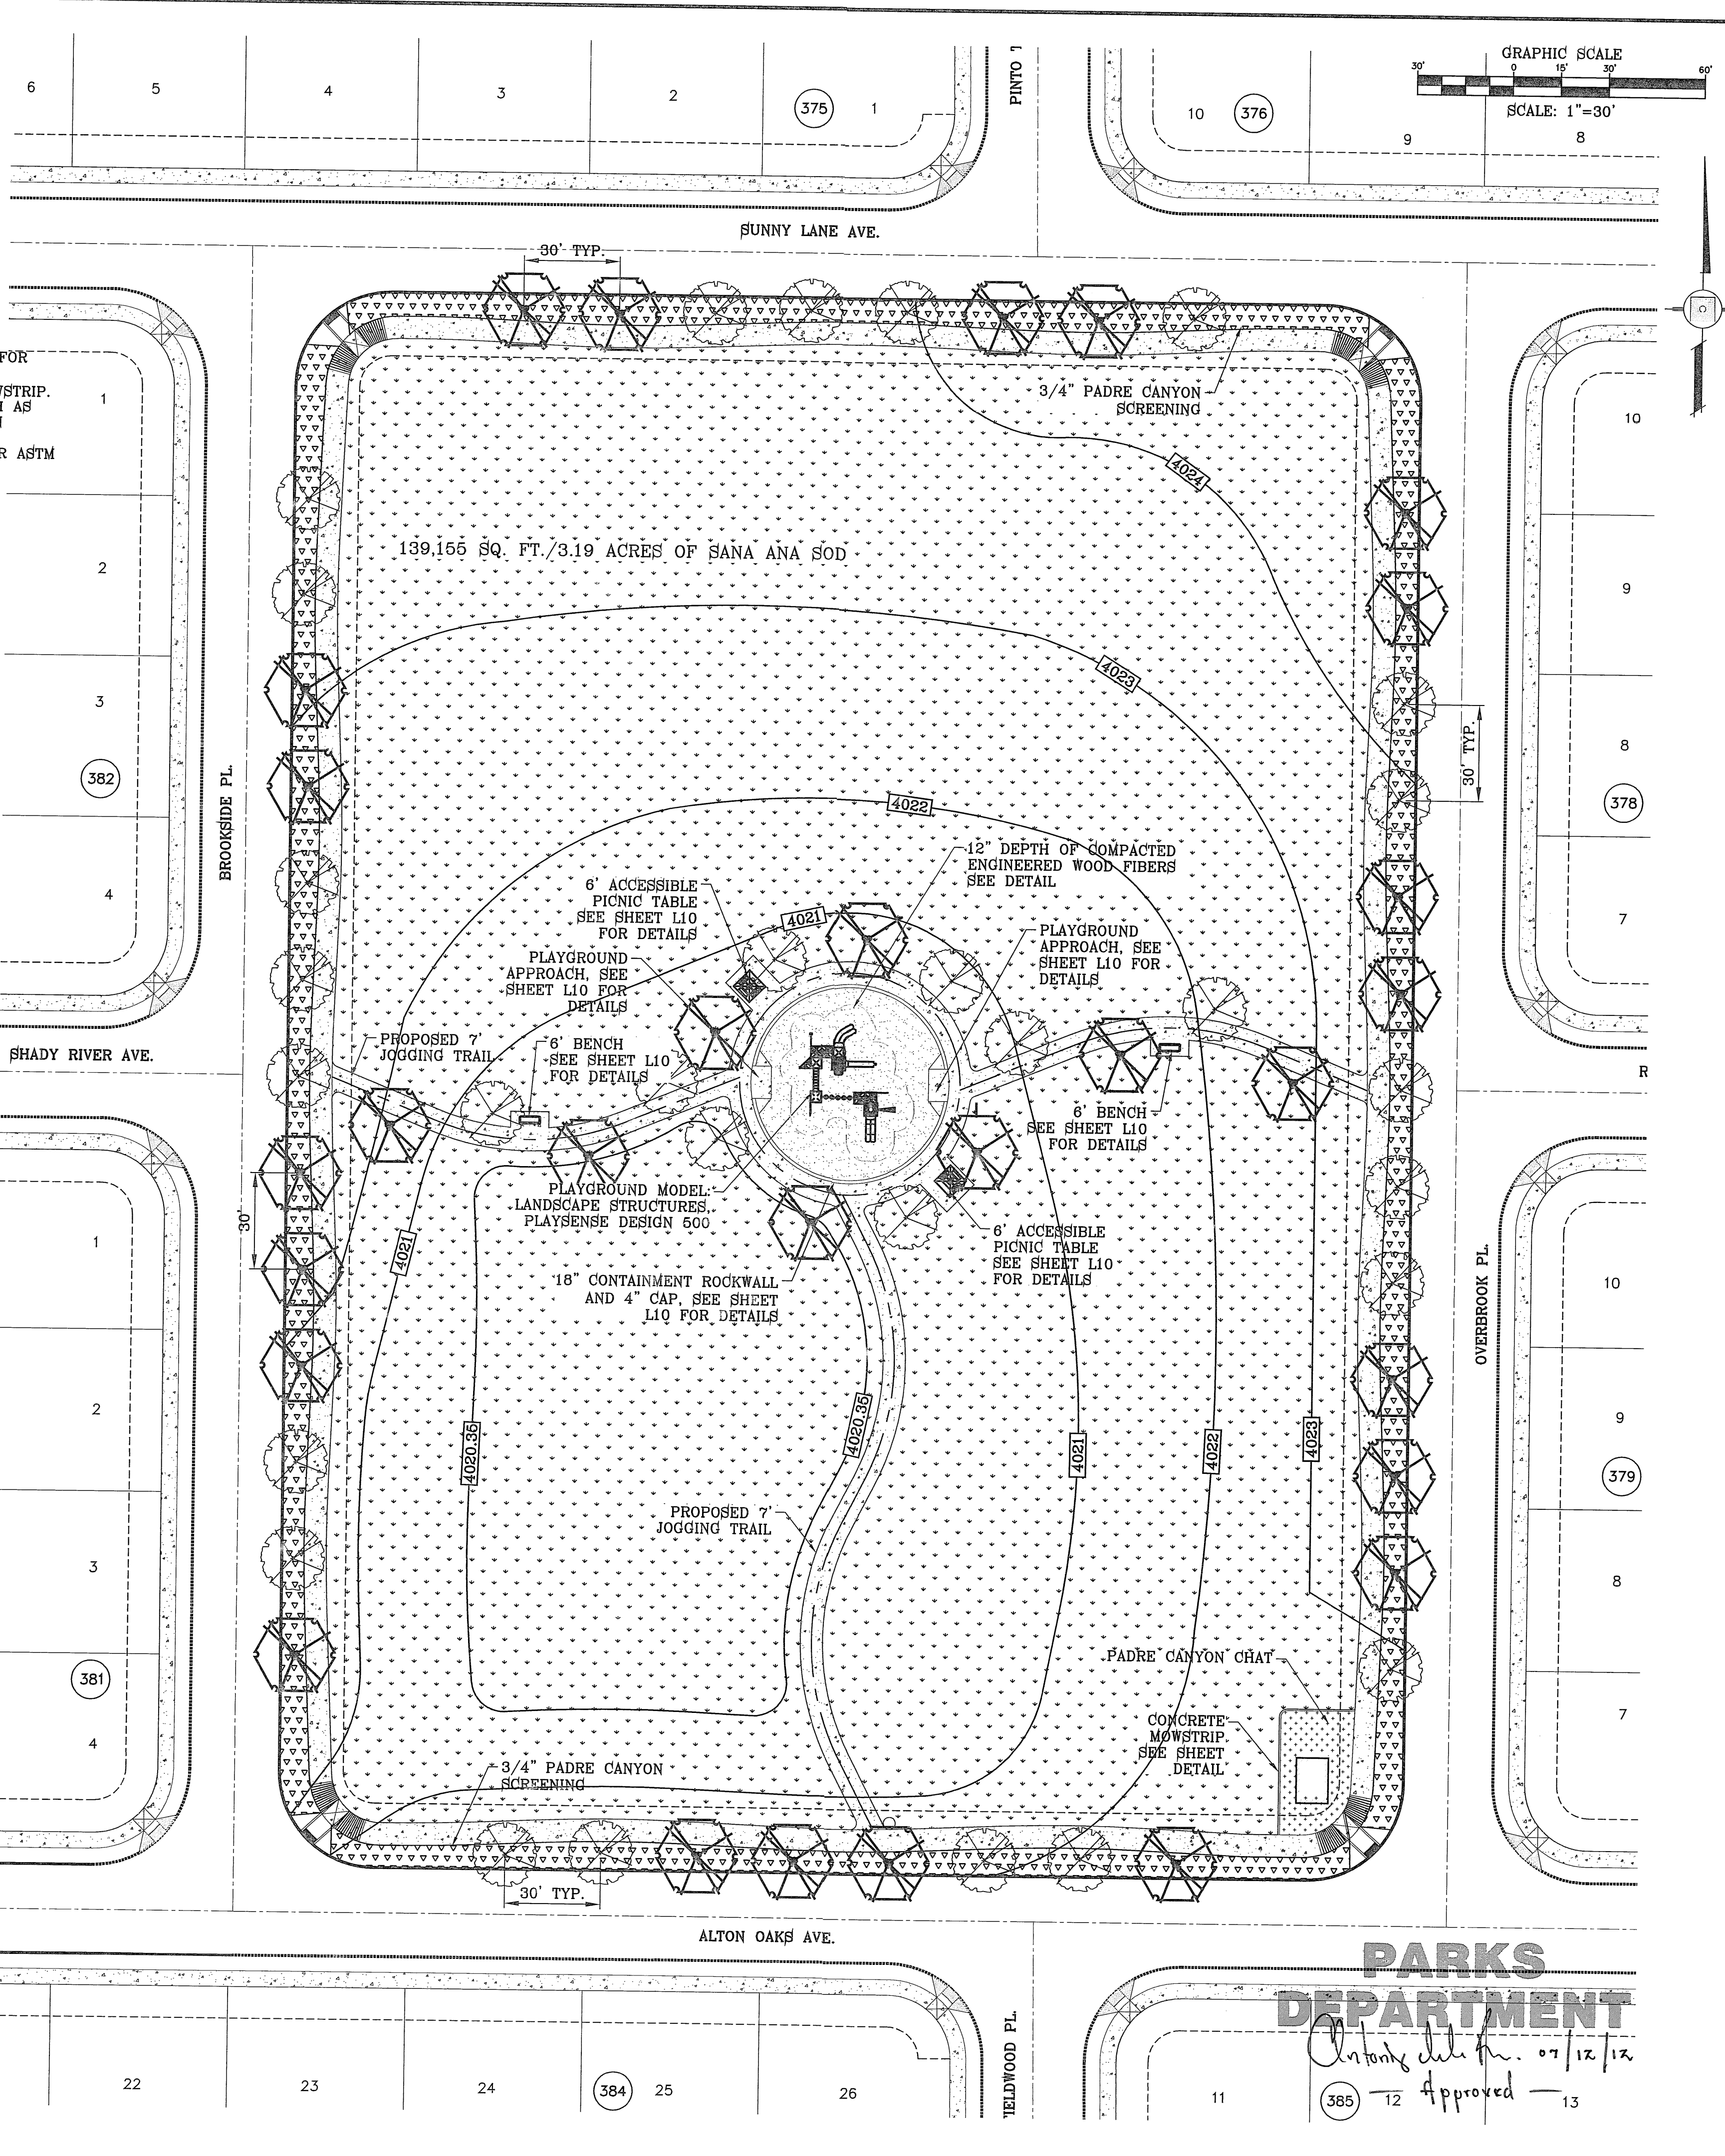 6
5
4
3
2
375
1
PINTO
10
376
9
8
GRAPHIC SCALE
30'
0
15'
30'
60'
SCALE: 1"=30'
SUNNY LANE AVE.
30' TYP.
FOR
WSTRIP.
AS
R ASTM
1
2
3
382
4
BROOKSIDE PL.
3/4" PADRE CANYON
SCREENING
4024
139,155 SQ. FT./3.19 ACRES OF SANA ANA SOD
4023
4022
10
9
8
378
7
30' TYP.
12" DEPTH OF COMPACTED
ENGINEERED WOOD FIBERS
SEE DETAIL
6' ACCESSIBLE
PICNIC TABLE
SEE SHEET L10
FOR DETAILS
4021
PLAYGROUND
APPROACH, SEE
SHEET L10 FOR
DETAILS
PLAYGROUND
APPROACH, SEE
SHEET L10 FOR
DETAILS
SHADY RIVER AVE.
PROPOSED 7'
JOGGING TRAIL
6' BENCH
SEE SHEET L10
FOR DETAILS
R
6' BENCH
SEE SHEET L10
FOR DETAILS
PLAYGROUND MODEL:
LANDSCAPE STRUCTURES,
PLAYSENSE DESIGN 500
30'
4021
6' ACCESSIBLE
PICNIC TABLE
SEE SHEET L10
FOR DETAILS
18" CONTAINMENT ROCKWALL
AND 4" CAP, SEE SHEET
L10 FOR DETAILS
1
2
3
381
4
OVERBROOK PL.
10
9
379
8
7
4020.35
4020.35
4021
4022
4023
PROPOSED 7'
JOGGING TRAIL
PADRE CANYON CHAT
CONCRETE
MOWSTRIP
SEE SHEET
DETAIL
3/4" PADRE CANYON
SCREENING
30' TYP.
ALTON OAKS AVE.
PARKS
DEPARTMENT
07/12/12
Approved
22
23
24
384
25
26
IELDWOOD PL.
11
385
12
13